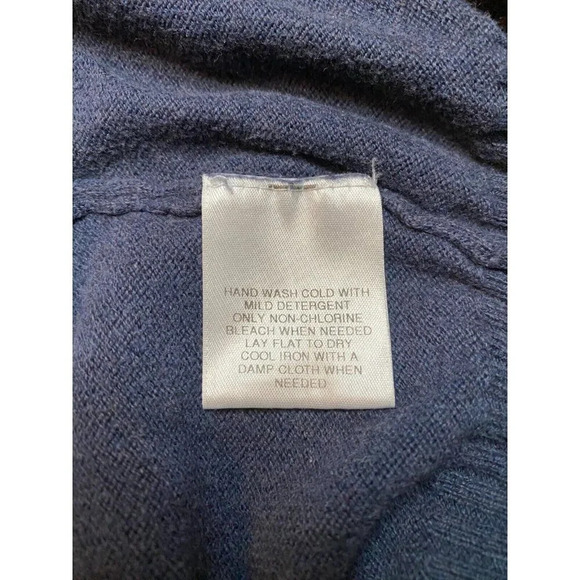 HAND WASH COLD WITH
MILD DETERGENT
ONLY NON-CHLORINE
BLEACH WHEN NEEDED
LAY FLAT TO DRY
COOL IRON WITH A
DAMP CLOTH WHEN
NEEDED